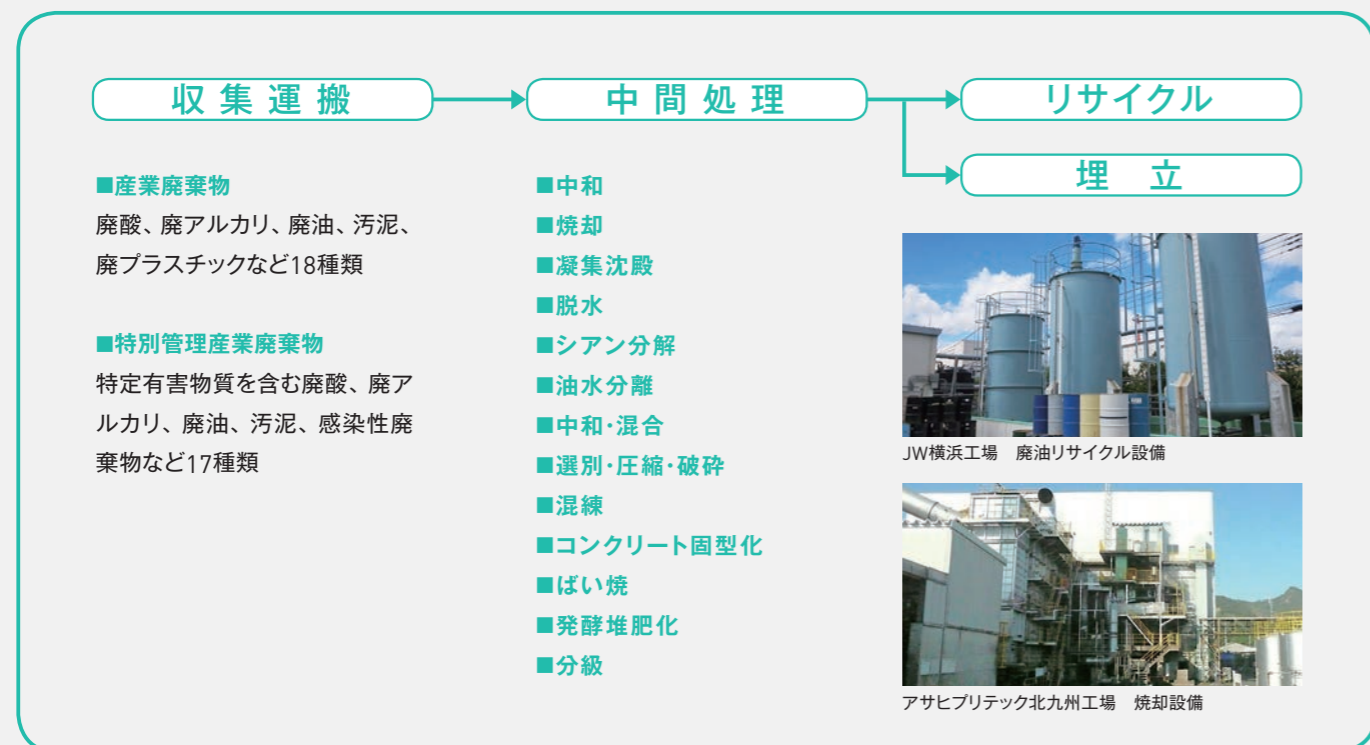 収集運搬
中間処理
リサイクル
埋立
■産業廃棄物
廃酸、廃アルカリ、廃油、汚泥、
廃プラスチックなど18種類
■特別管理産業廃棄物
特定有害物質を含む廃酸、廃ア
ルカリ、廃油、汚泥、感染性廃
棄物など17種類
■中和
■焼却
■凝集沈殿
■脱水
■シアン分解
■油水分離
■中和・混合
■選別・圧縮・破砕
■混練
■コンクリート固型化
■ばい焼
■発酵堆肥化
■分級
JW横浜工場　廃油リサイクル設備
アサヒプリテック北九州工場　焼却設備